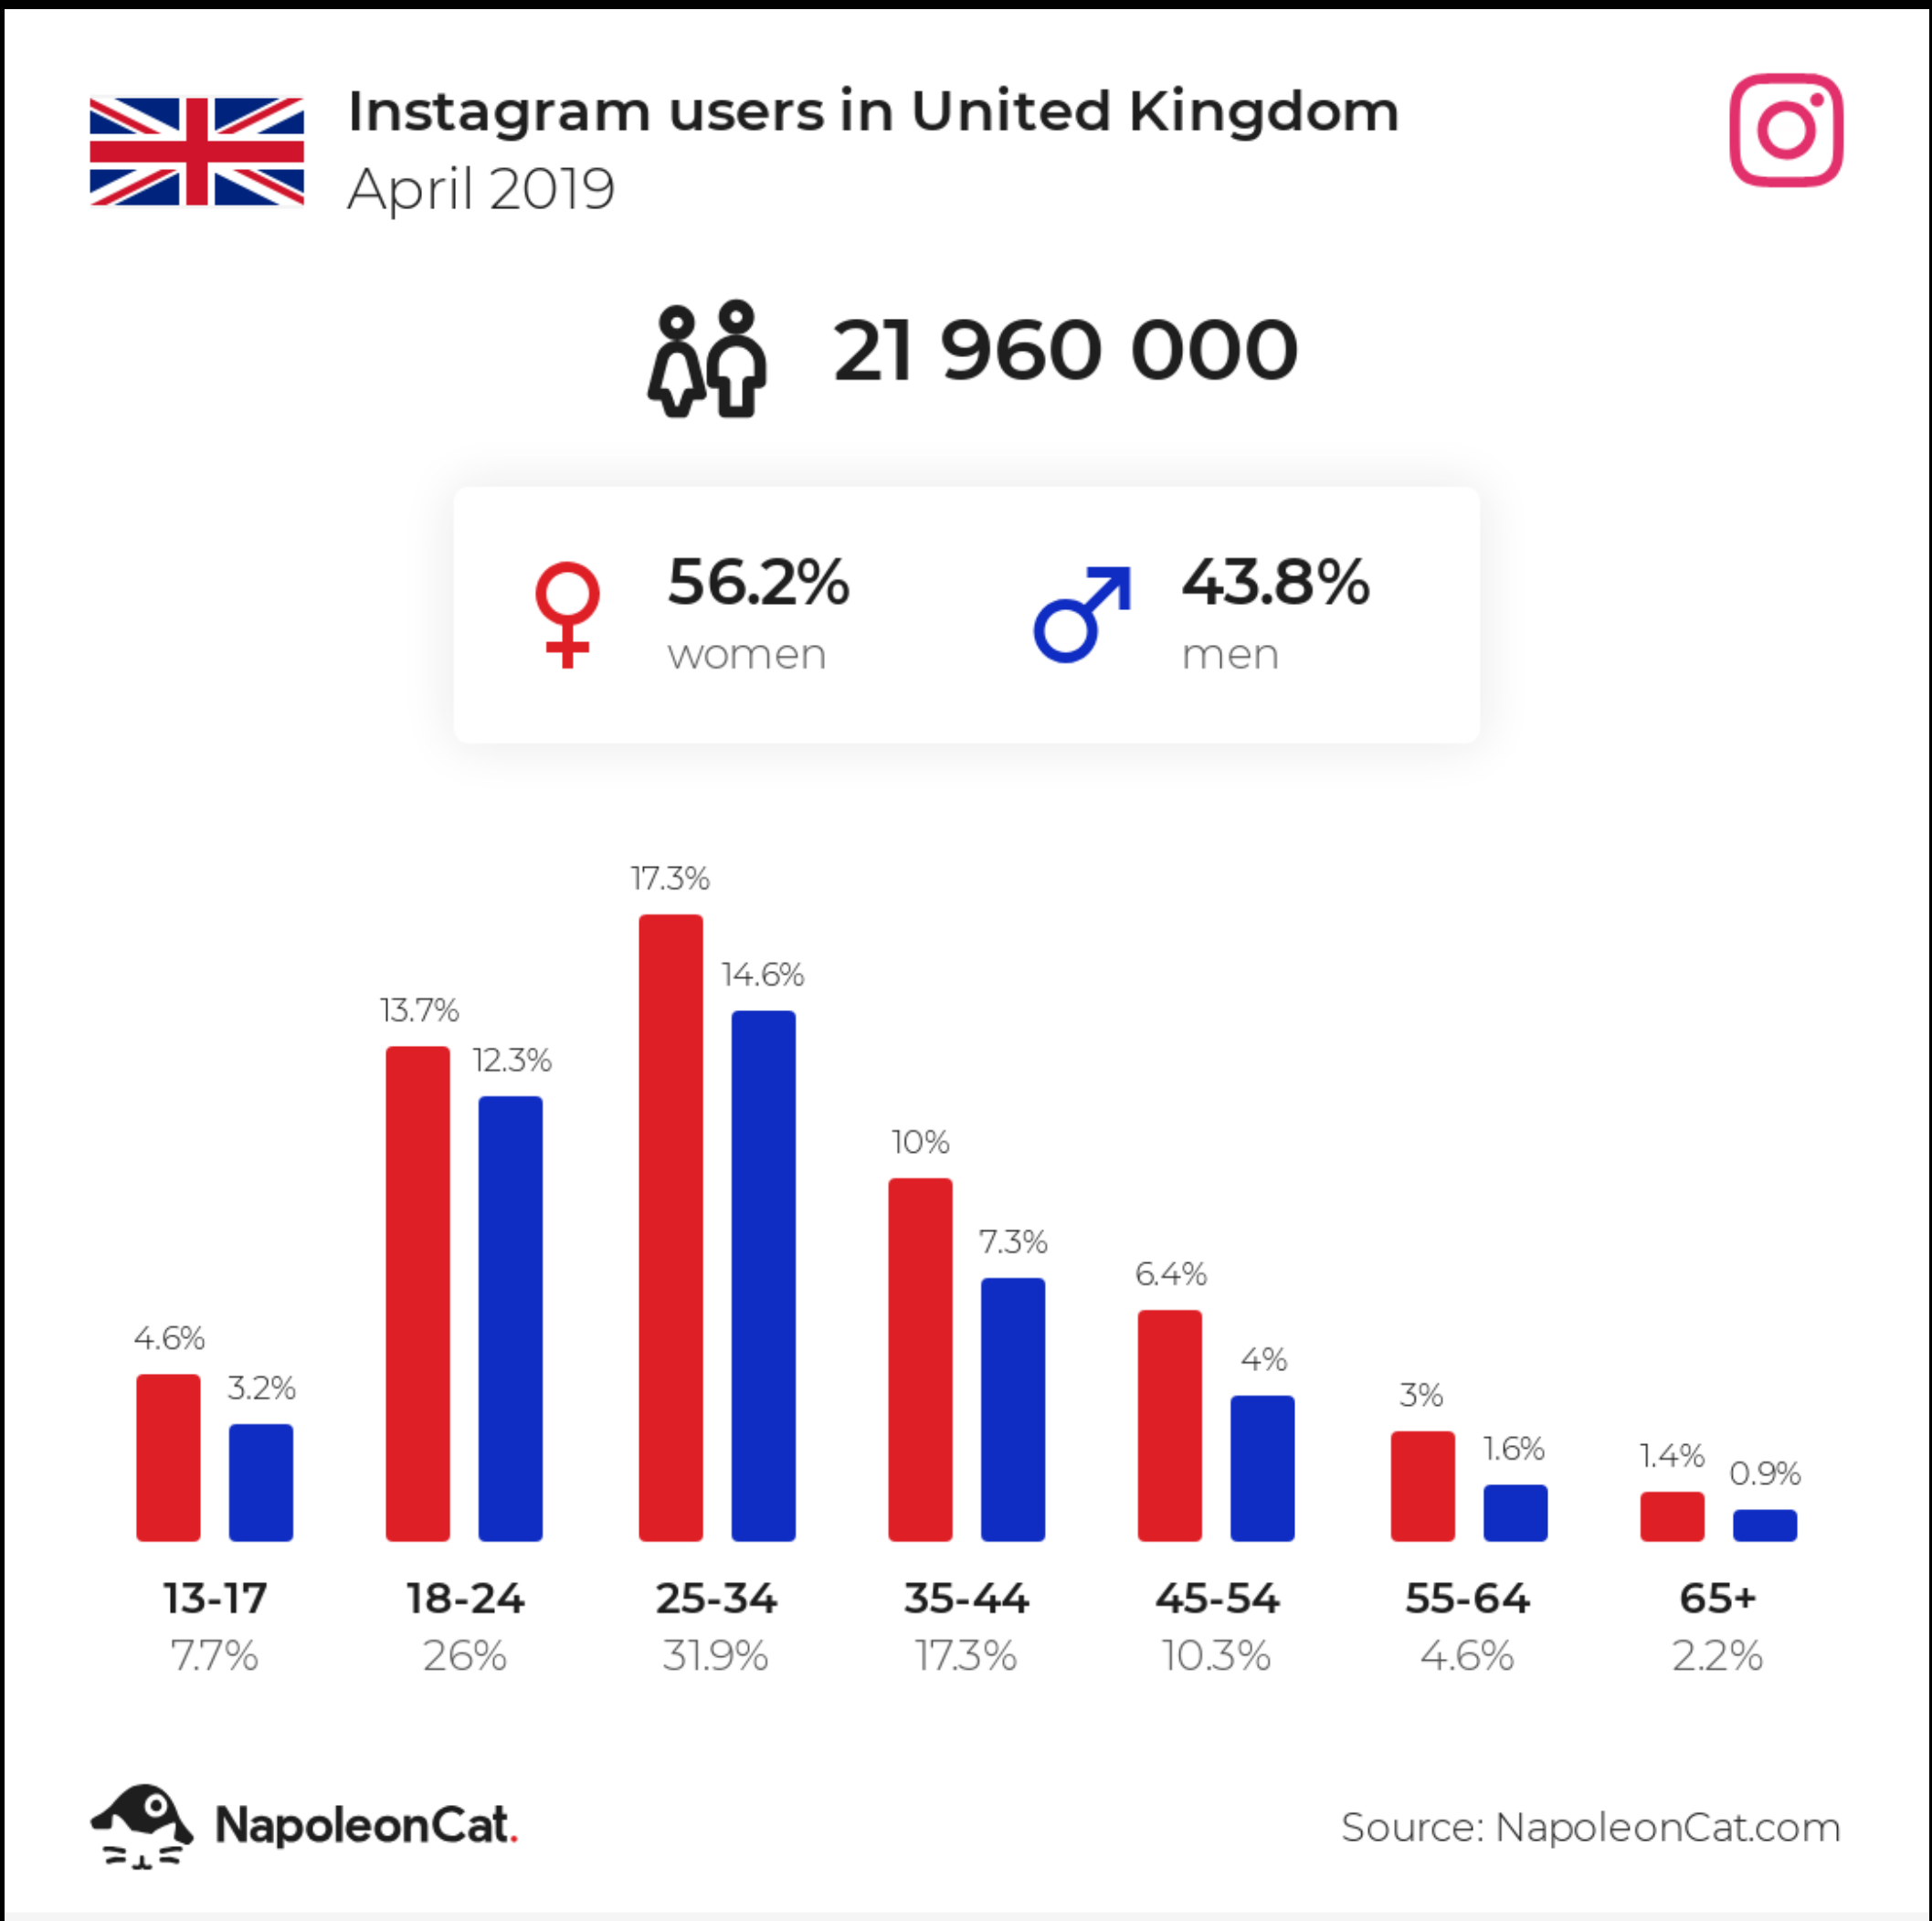 Instagram users in United Kingdom
April 2019
21 960 000
56.2%
women
43.8%
men
17.3%
14.6%
13.7%
12.3%
10%
7.3%
6.4%
4.6%
4%
3.2%
3%
1.6%
1.4%
0.9%
13-17 18-24 25-34 35-44 45-54 55-64 65+
7.7% 26% 31.9% 17.3% 10.3% 4.6% 2.2%
NapoleonCat.
Source: NapoleonCat.com